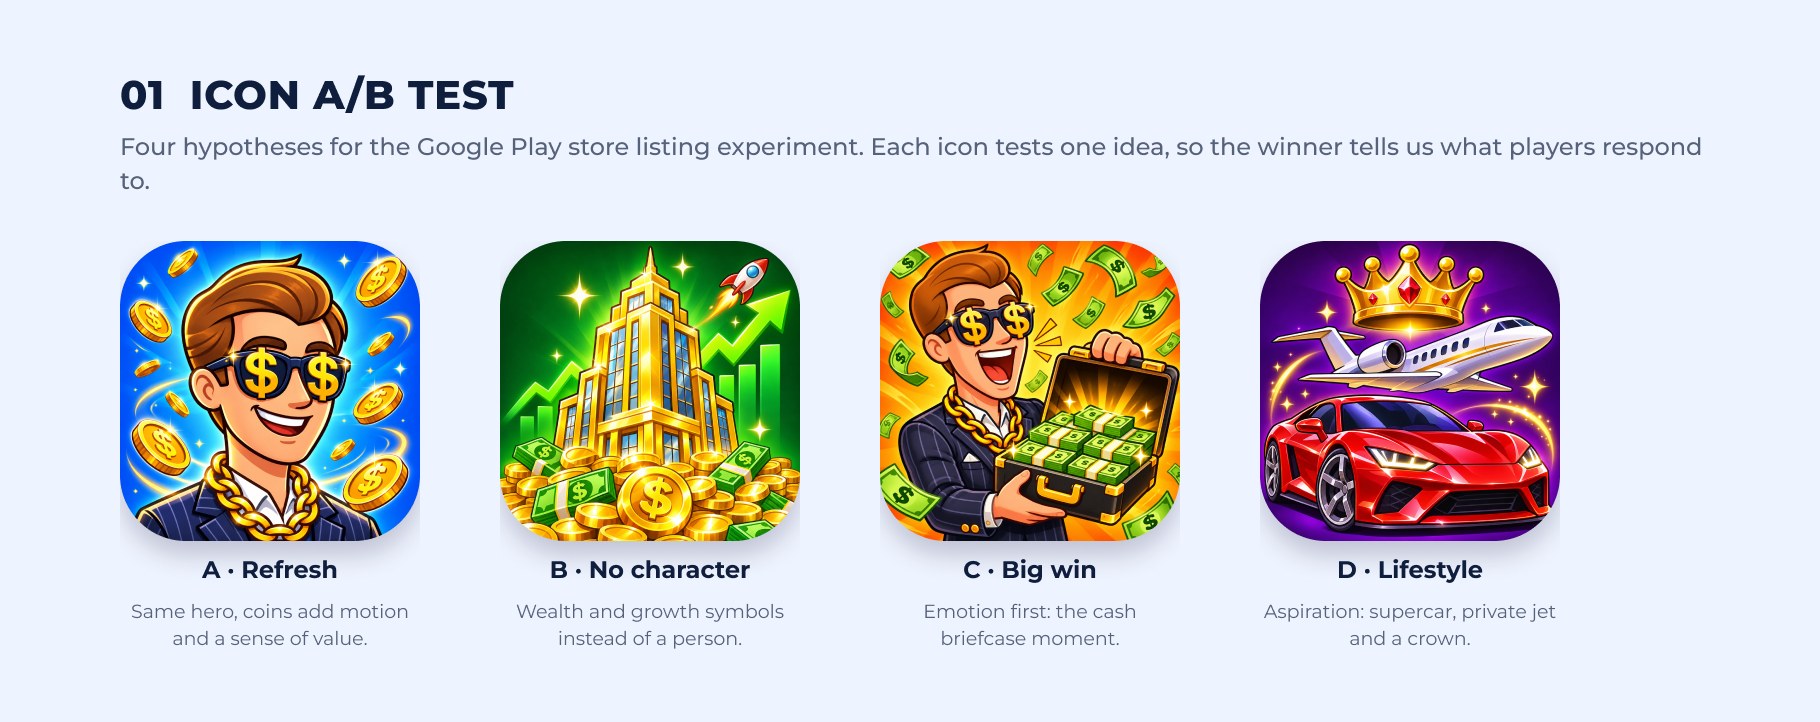 01 ICON A/B TEST
Four hypotheses for the Google Play store listing experiment. Each icon tests one idea, so the winner tells us what players respond
to.
A · Refresh
B · No character
C · Big win
D · Lifestyle
Same hero, coins add motion
and a sense of value.
Wealth and growth symbols
instead of a person.
Emotion first: the cash
briefcase moment.
Aspiration: supercar, private jet
and a crown.